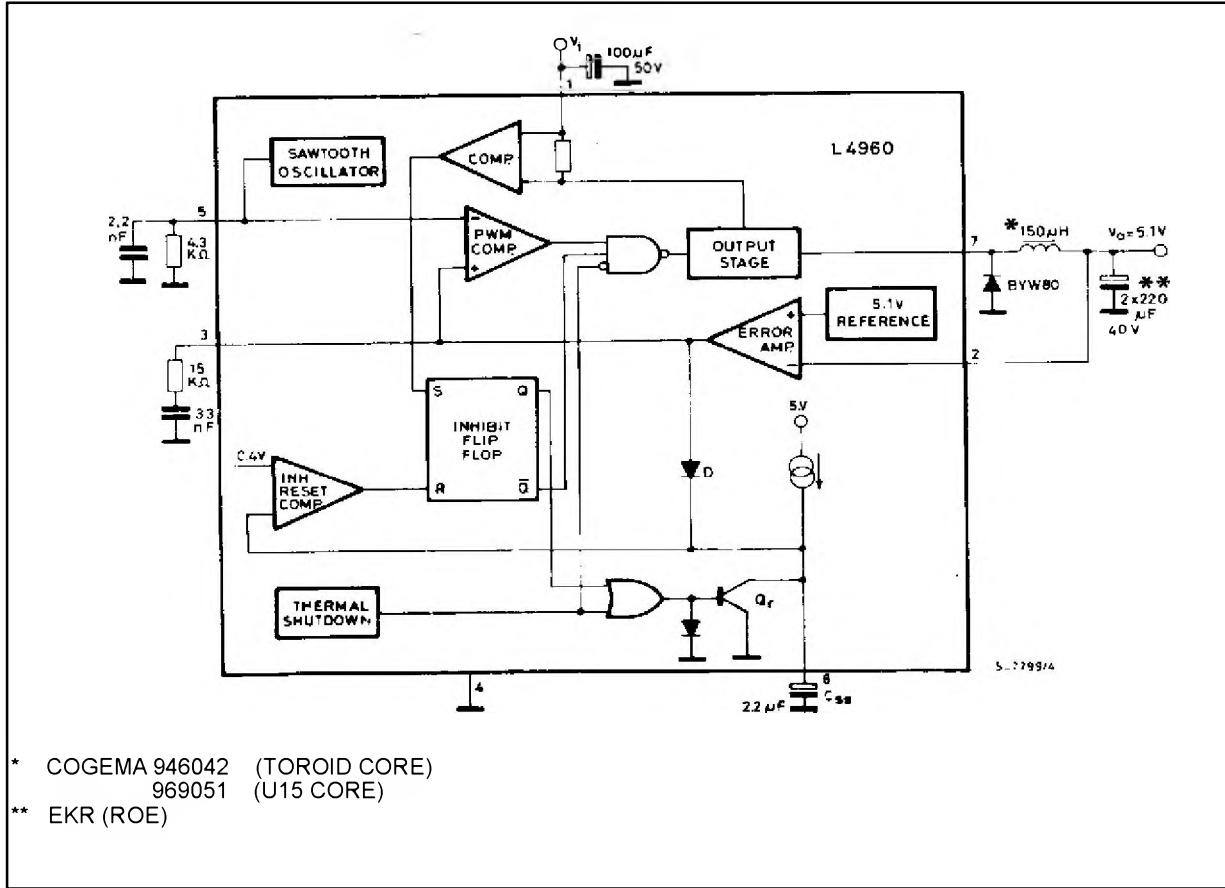 Vi
100µF
50V
1
L4960
SAWTOOTH
OSCILLATOR
COMP.
5
2.2
nF
4.3
KΩ
-
PWM
COMP
+
OUTPUT
STAGE
7
*
150µH
Vo=5.1V
BYW80
**
2x220
µF
40V
5.1V
REFERENCE
+
ERROR
AMP.
-
2
3
15
KΩ
33
nF
S
Q
INHIBIT
FLIP
FLOP
R
Q̅
0.4V
INH
RESET
COMP.
D
5V
THERMAL
SHUTDOWN
Qr
4
6
2.2µF
Css
* COGEMA 946042 (TOROID CORE)
969051 (U15 CORE)
** EKR (ROE)